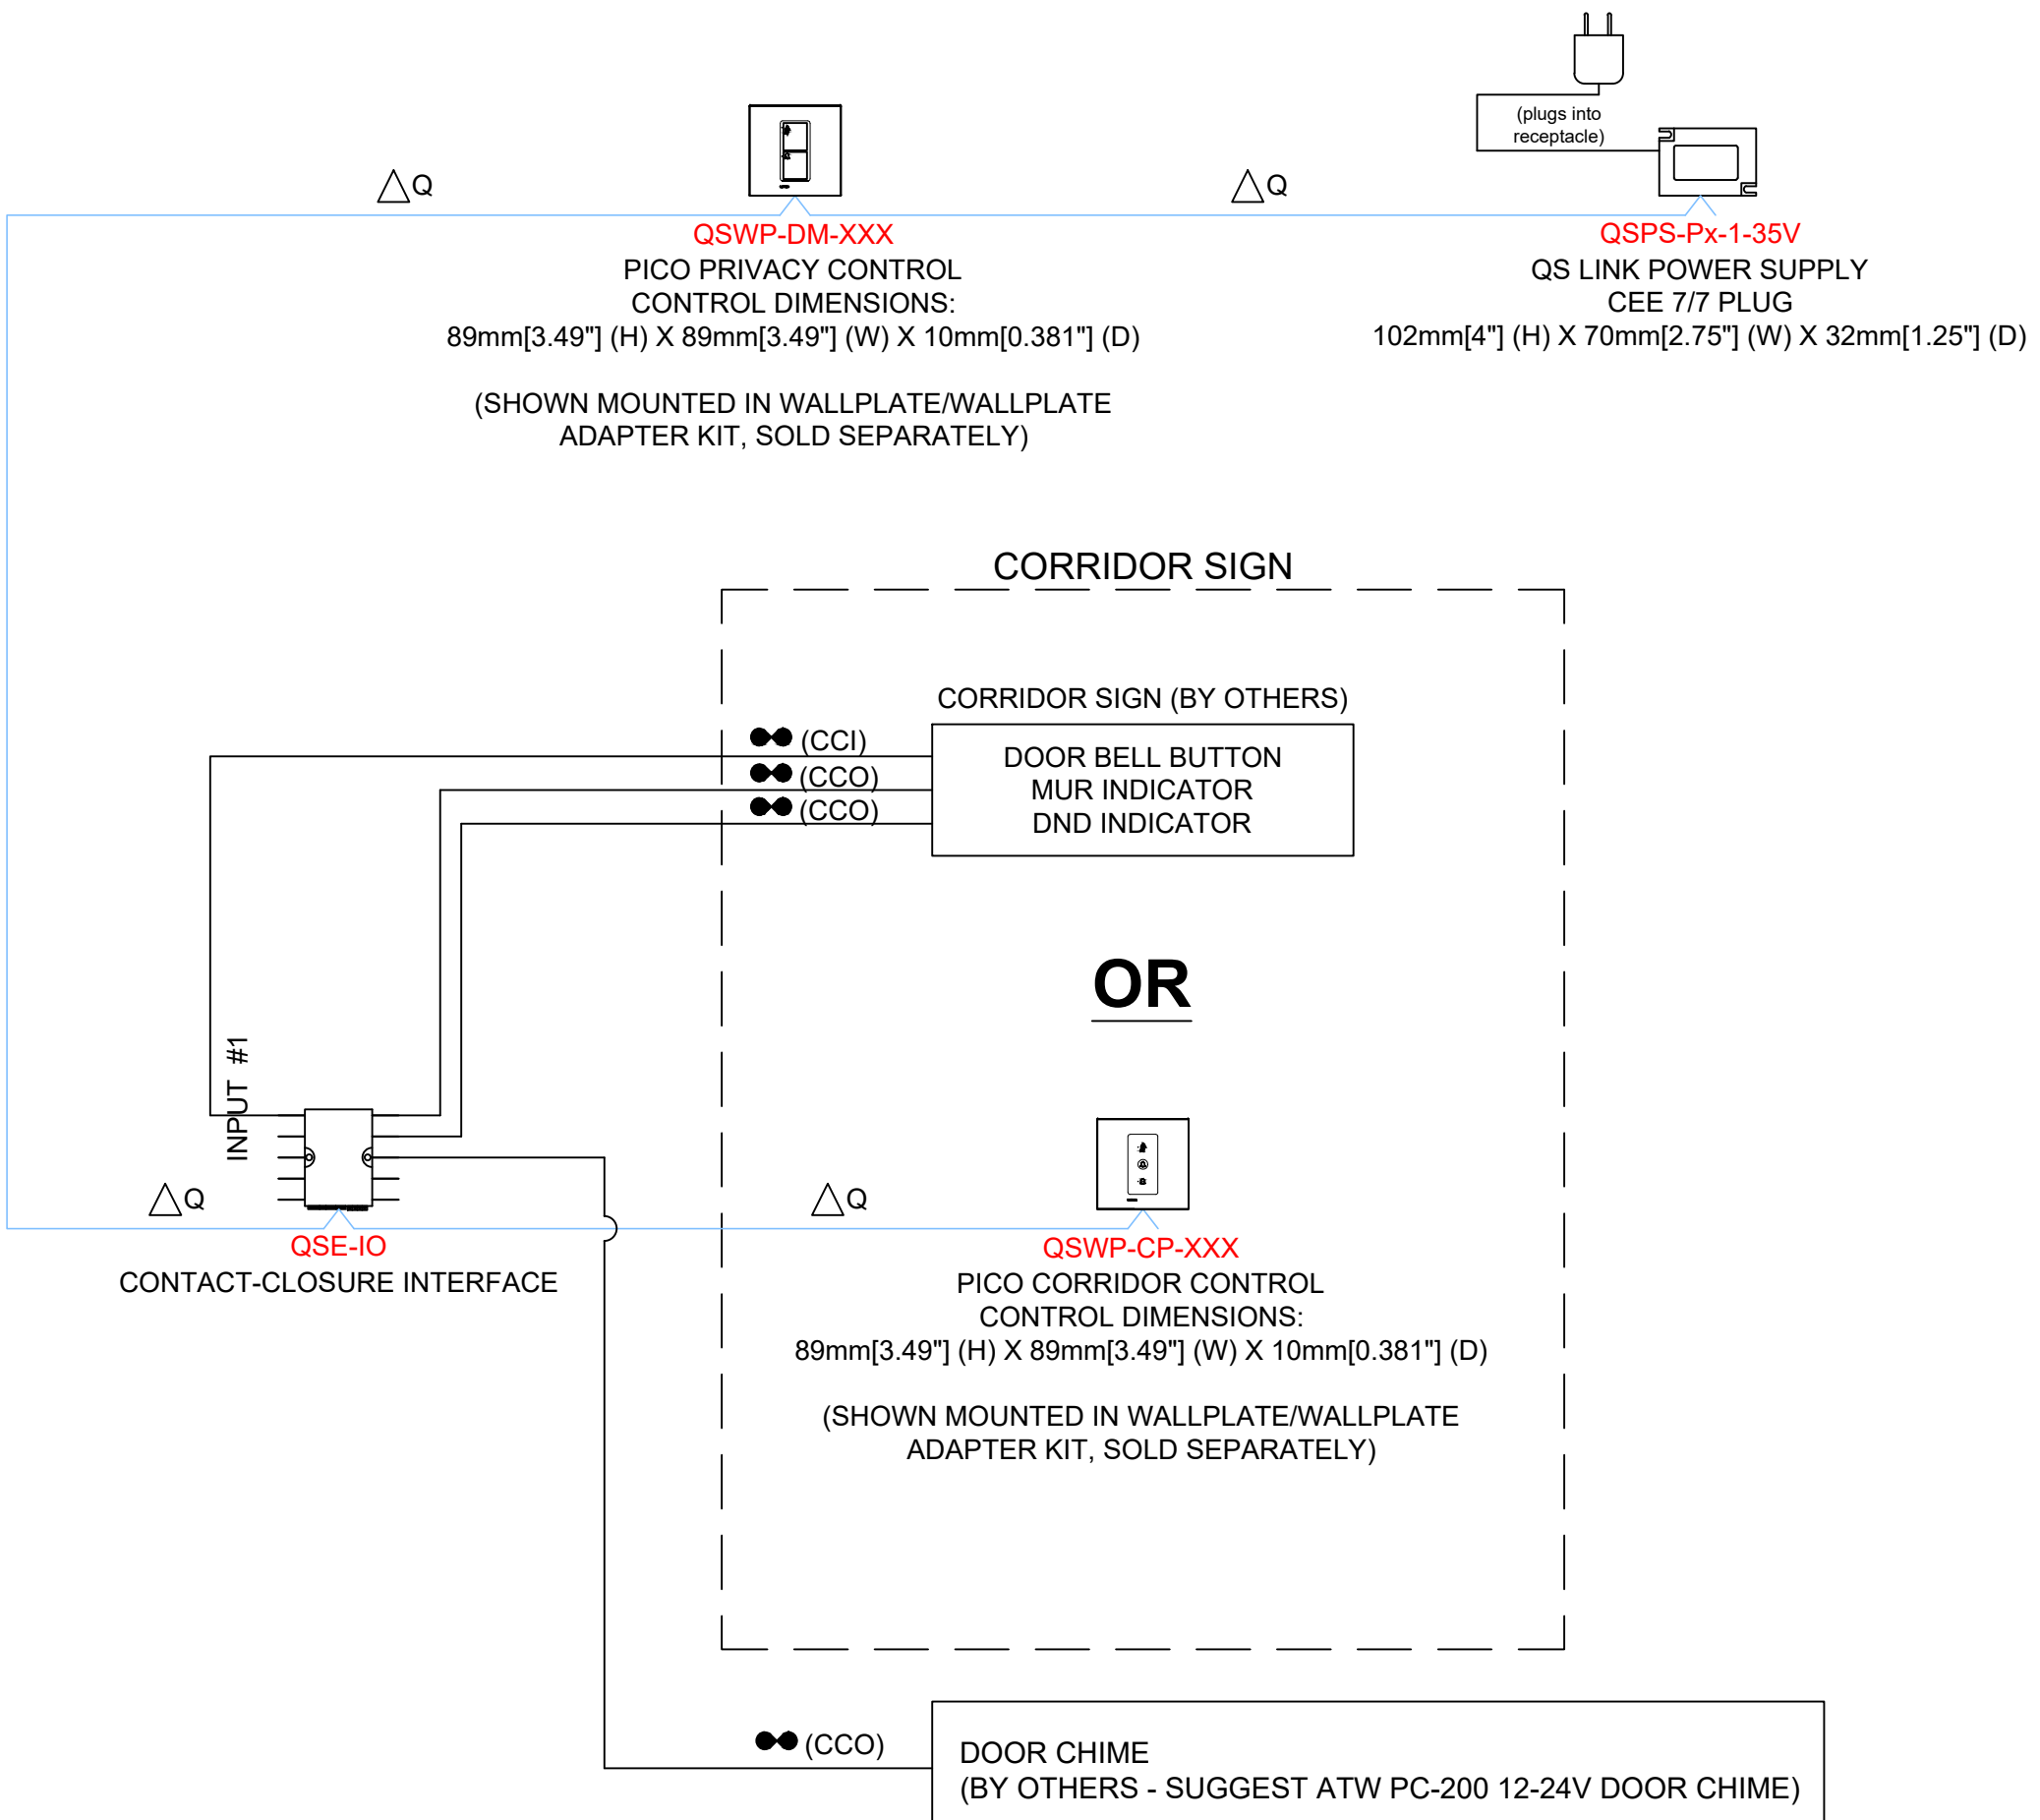 (plugs into
receptacle)
△Q
△Q
QSWP-DM-XXX
PICO PRIVACY CONTROL
CONTROL DIMENSIONS:
89mm[3.49"] (H) X 89mm[3.49"] (W) X 10mm[0.381"] (D)
(SHOWN MOUNTED IN WALLPLATE/WALLPLATE
ADAPTER KIT, SOLD SEPARATELY)
QSPS-Px-1-35V
QS LINK POWER SUPPLY
CEE 7/7 PLUG
102mm[4"] (H) X 70mm[2.75"] (W) X 32mm[1.25"] (D)
CORRIDOR SIGN
CORRIDOR SIGN (BY OTHERS)
(CCI)
(CCO)
(CCO)
DOOR BELL BUTTON
MUR INDICATOR
DND INDICATOR
OR
INPUT #1
△Q
△Q
QSE-IO
CONTACT-CLOSURE INTERFACE
QSWP-CP-XXX
PICO CORRIDOR CONTROL
CONTROL DIMENSIONS:
89mm[3.49"] (H) X 89mm[3.49"] (W) X 10mm[0.381"] (D)
(SHOWN MOUNTED IN WALLPLATE/WALLPLATE
ADAPTER KIT, SOLD SEPARATELY)
(CCO)
DOOR CHIME
(BY OTHERS - SUGGEST ATW PC-200 12-24V DOOR CHIME)